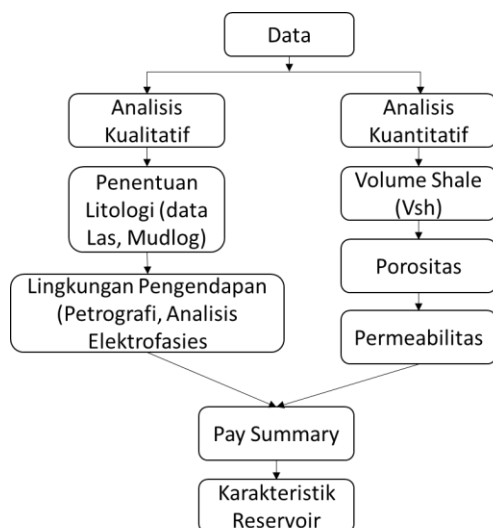 Data
Analisis
Kualitatif
Penentuan
Litologi (data
Las, Mudlog)
Lingkungan Pengendapan
(Petrografi, Analisis
Elektrofasies
Analisis
Kuantitatif
Volume Shale
(Vsh)
Porositas
Permeabilitas
Pay Summary
Karakteristik
Reservoir